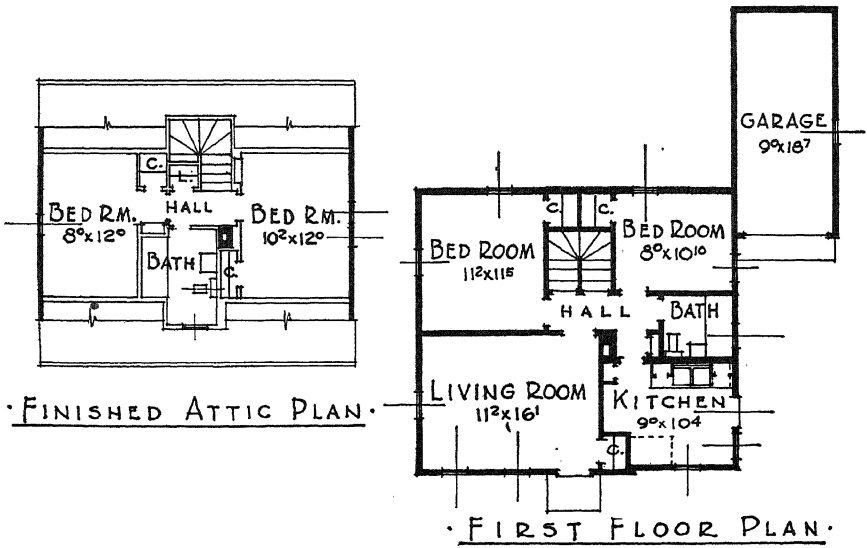 C.
L.
HALL
BED RM.
8⁰x12⁰
BED RM.
10²x12⁰
BATH
C.
·FINISHED ATTIC PLAN·
GARAGE
9⁰x18⁷
C.
C.
BED ROOM
11²x11⁵
BED ROOM
8⁰x10¹⁰
HALL
BATH
LIVING ROOM
11²x16¹
KITCHEN
9⁰x10⁴
C.
·FIRST FLOOR PLAN·